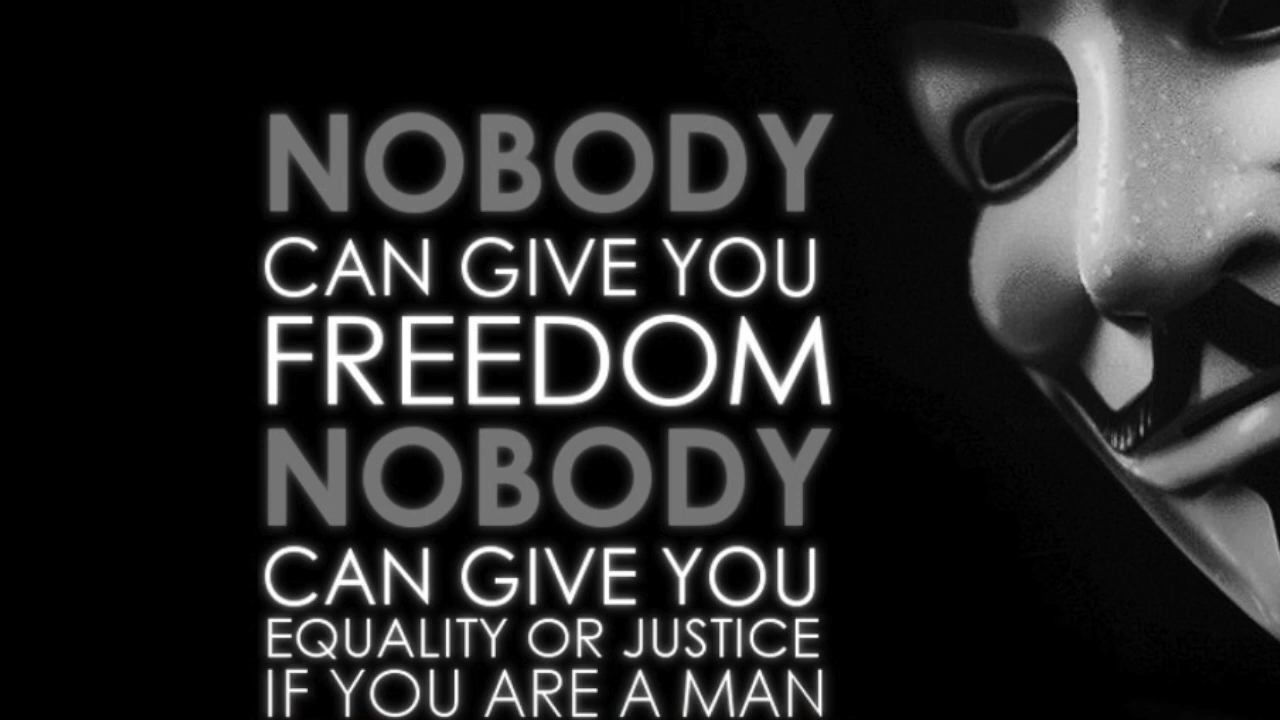 NOBODY
CAN GIVE YOU
FREEDOM
NOBODY
CAN GIVE YOU
EQUALITY OR JUSTICE
IF YOU ARE A MAN